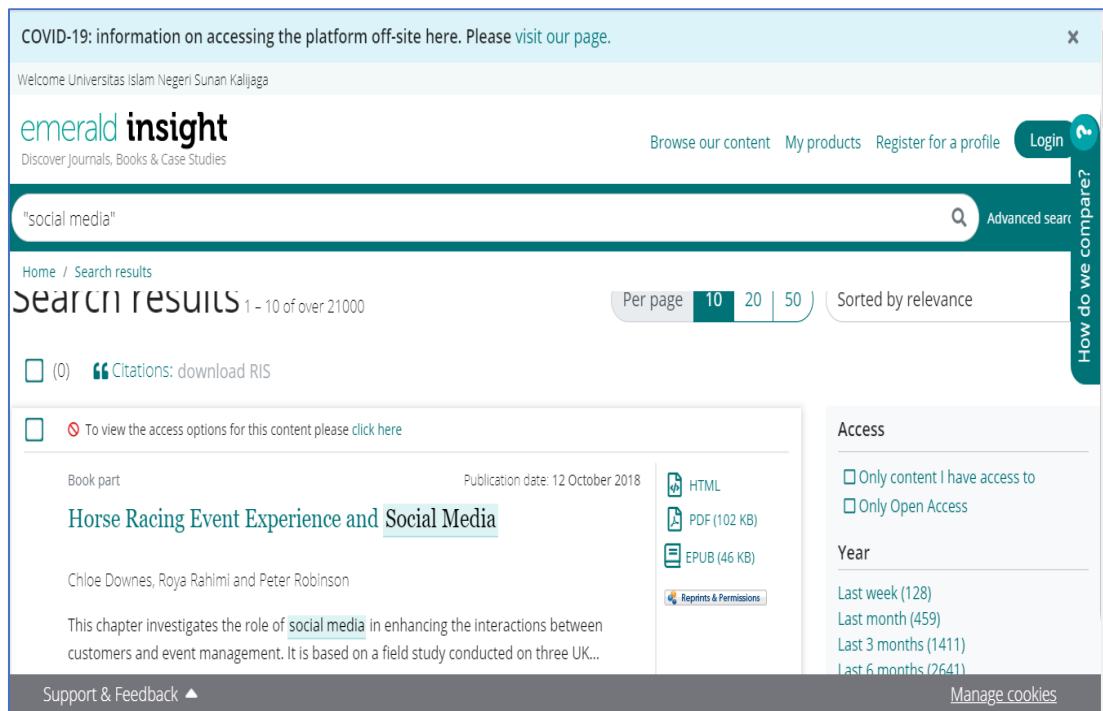 COVID-19: information on accessing the platform off-site here. Please visit our page. ×
Welcome Universitas Islam Negeri Sunan Kalijaga
emerald insight
Discover Journals, Books & Case Studies
Browse our content My products Register for a profile Login
?
How do we compare?
"social media"
Advanced searc
Home / Search results
Search results 1 – 10 of over 21000
Per page 10 20 50
Sorted by relevance
(0) Citations: download RIS
To view the access options for this content please click here
Book part
Publication date: 12 October 2018
Horse Racing Event Experience and Social Media
Chloe Downes, Roya Rahimi and Peter Robinson
This chapter investigates the role of social media in enhancing the interactions between
customers and event management. It is based on a field study conducted on three UK...
HTML
PDF (102 KB)
EPUB (46 KB)
Reprints & Permissions
Access
Only content I have access to
Only Open Access
Year
Last week (128)
Last month (459)
Last 3 months (1411)
Last 6 months (2641)
Support & Feedback
Manage cookies